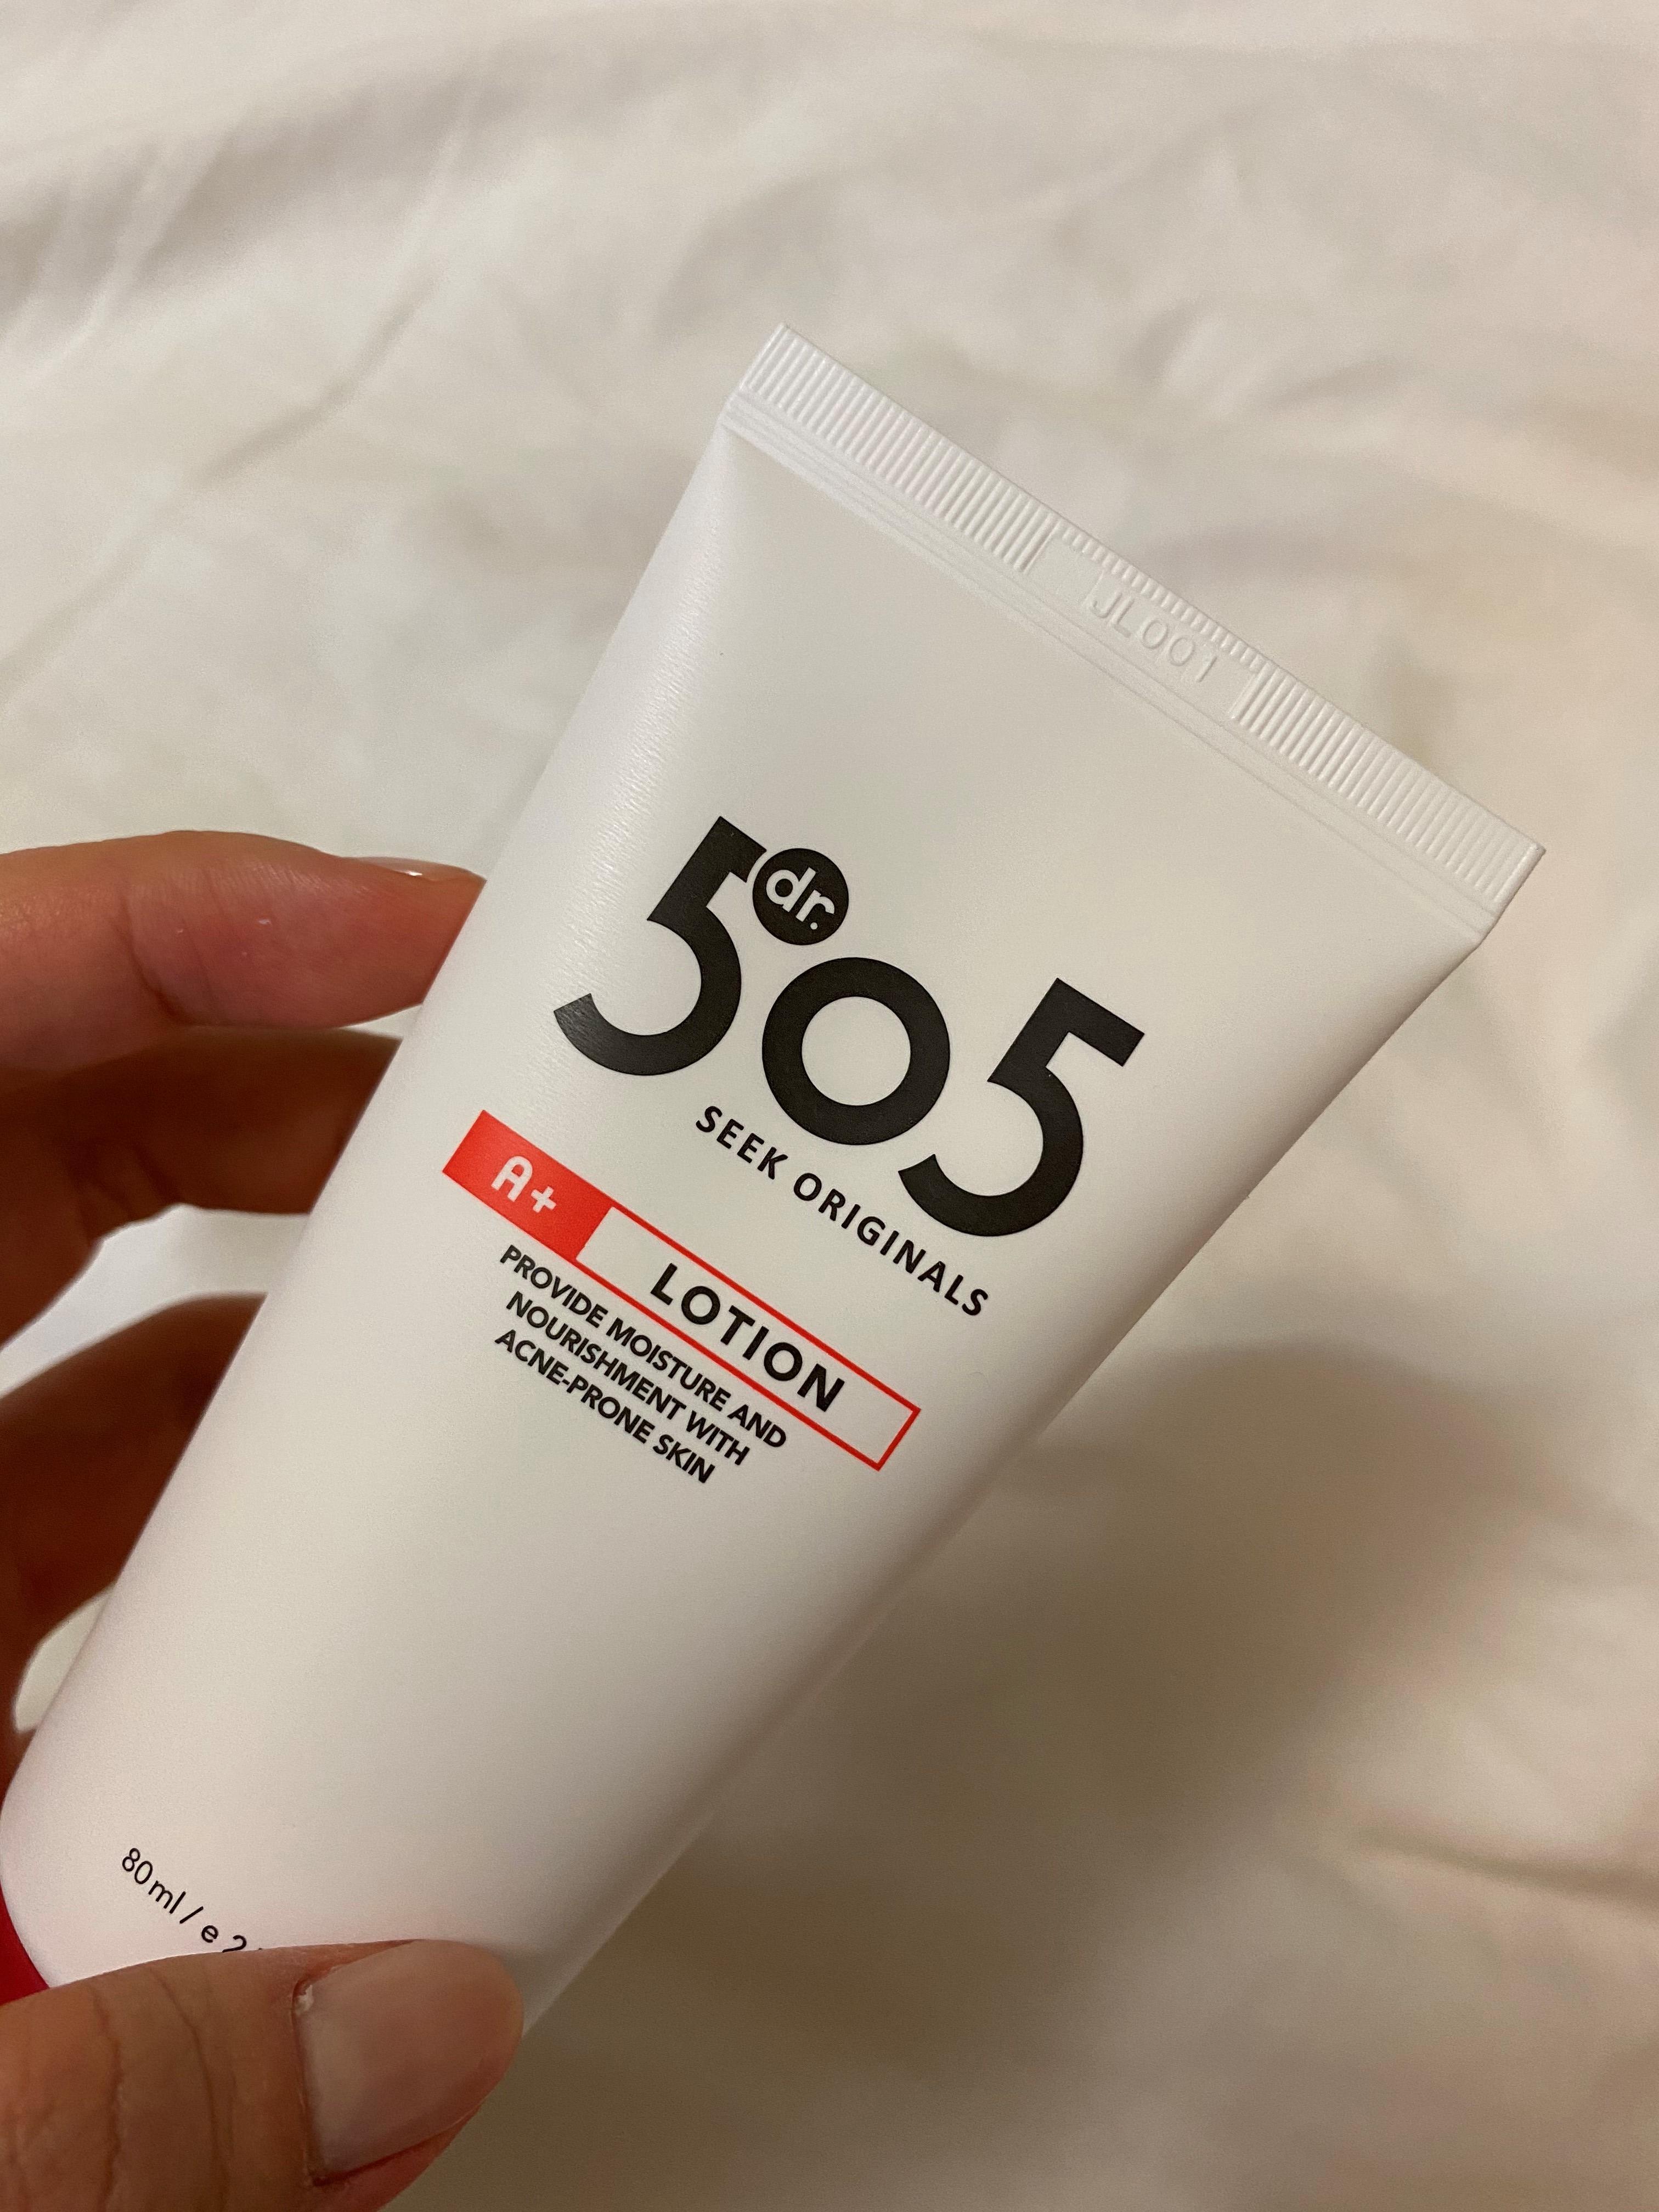 JL001
dr.
505
SEEK ORIGINALS
A+ LOTION
PROVIDE MOISTURE AND
NOURISHMENT WITH
ACNE-PRONE SKIN
80ml / e